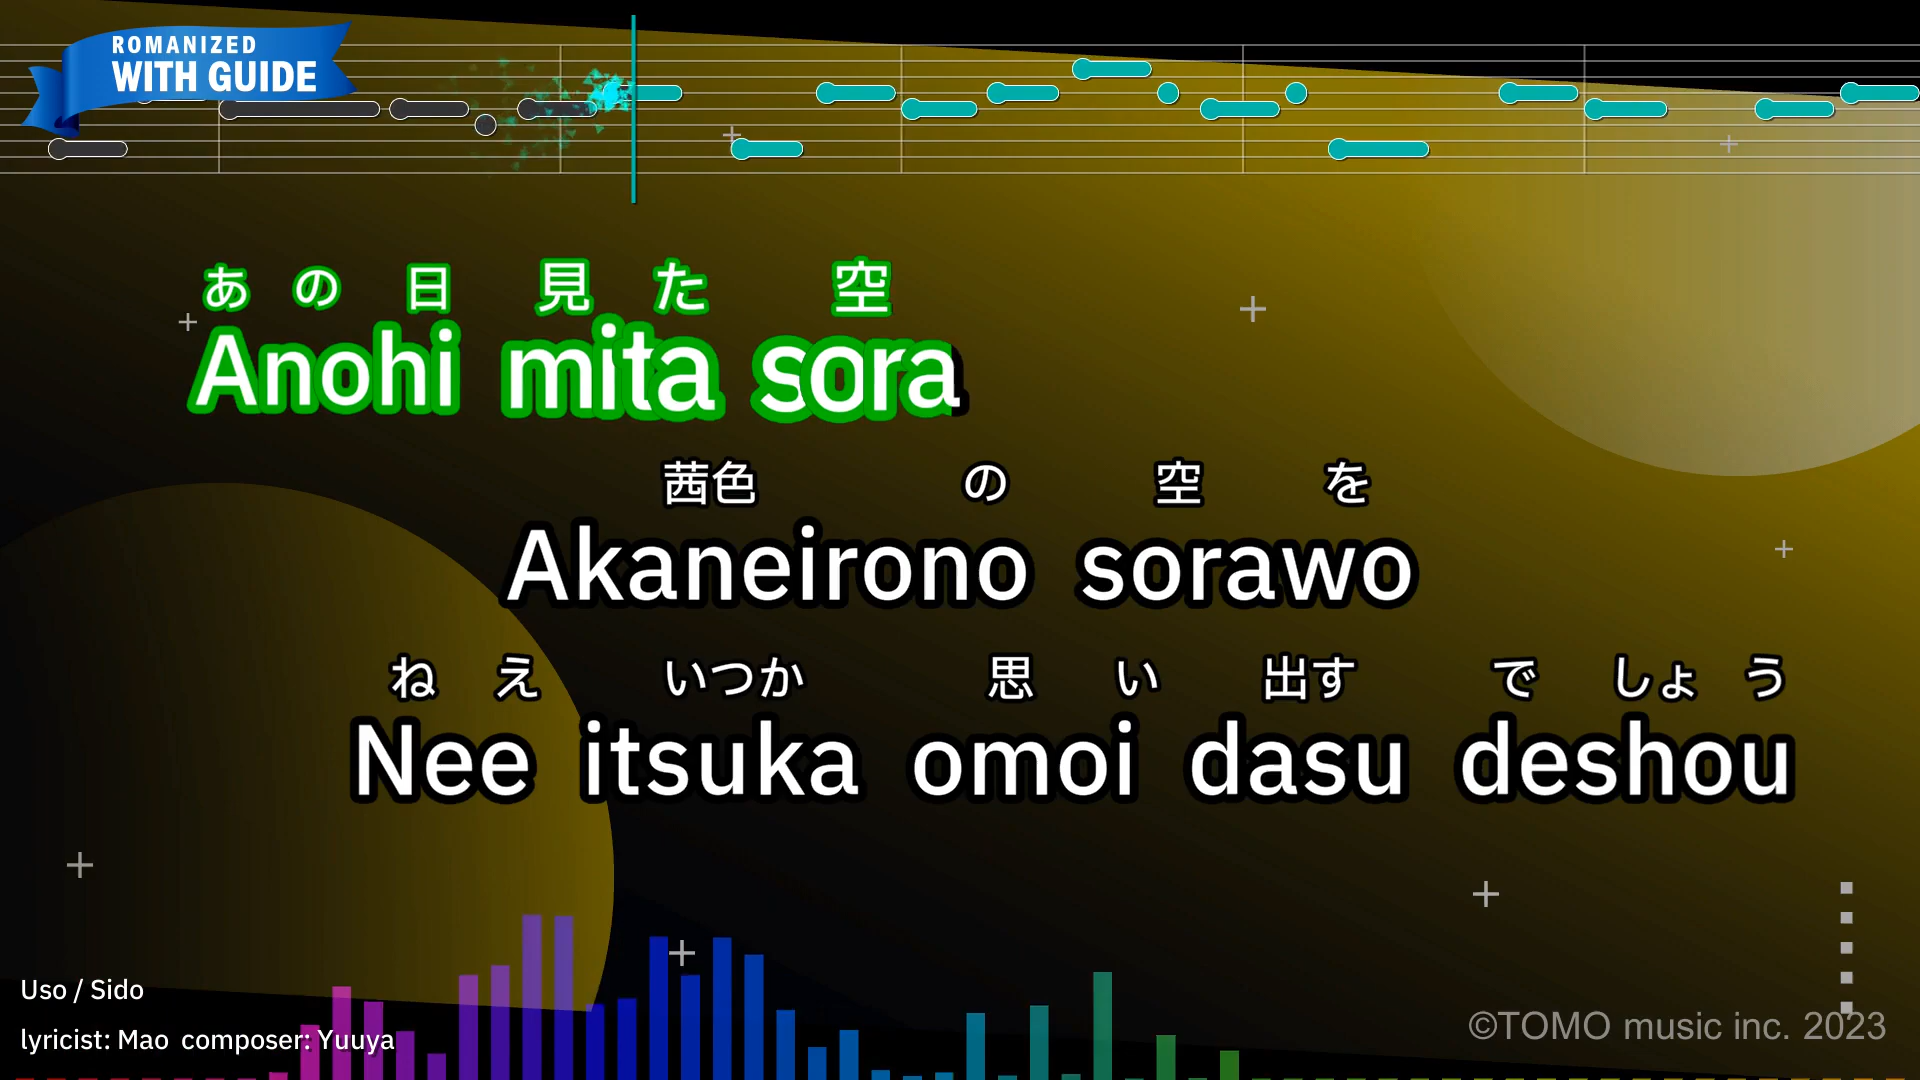 ROMANIZED
WITH GUIDE
あの日見た空
Anohi mita sora
茜色の空を
Akaneirono sorawo
ねえいつか思い出すでしょう
Nee itsuka omoi dasu deshou
Uso / Sido
lyricist: Mao composer: Yuuya
©TOMO music inc. 2023